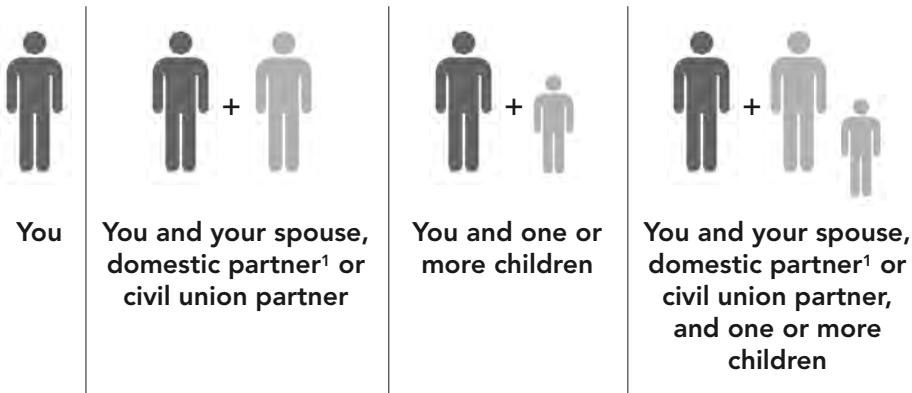 +
+
+
You
You and your spouse,
domestic partner¹ or
civil union partner
You and one or
more children
You and your spouse,
domestic partner¹ or
civil union partner,
and one or more
children